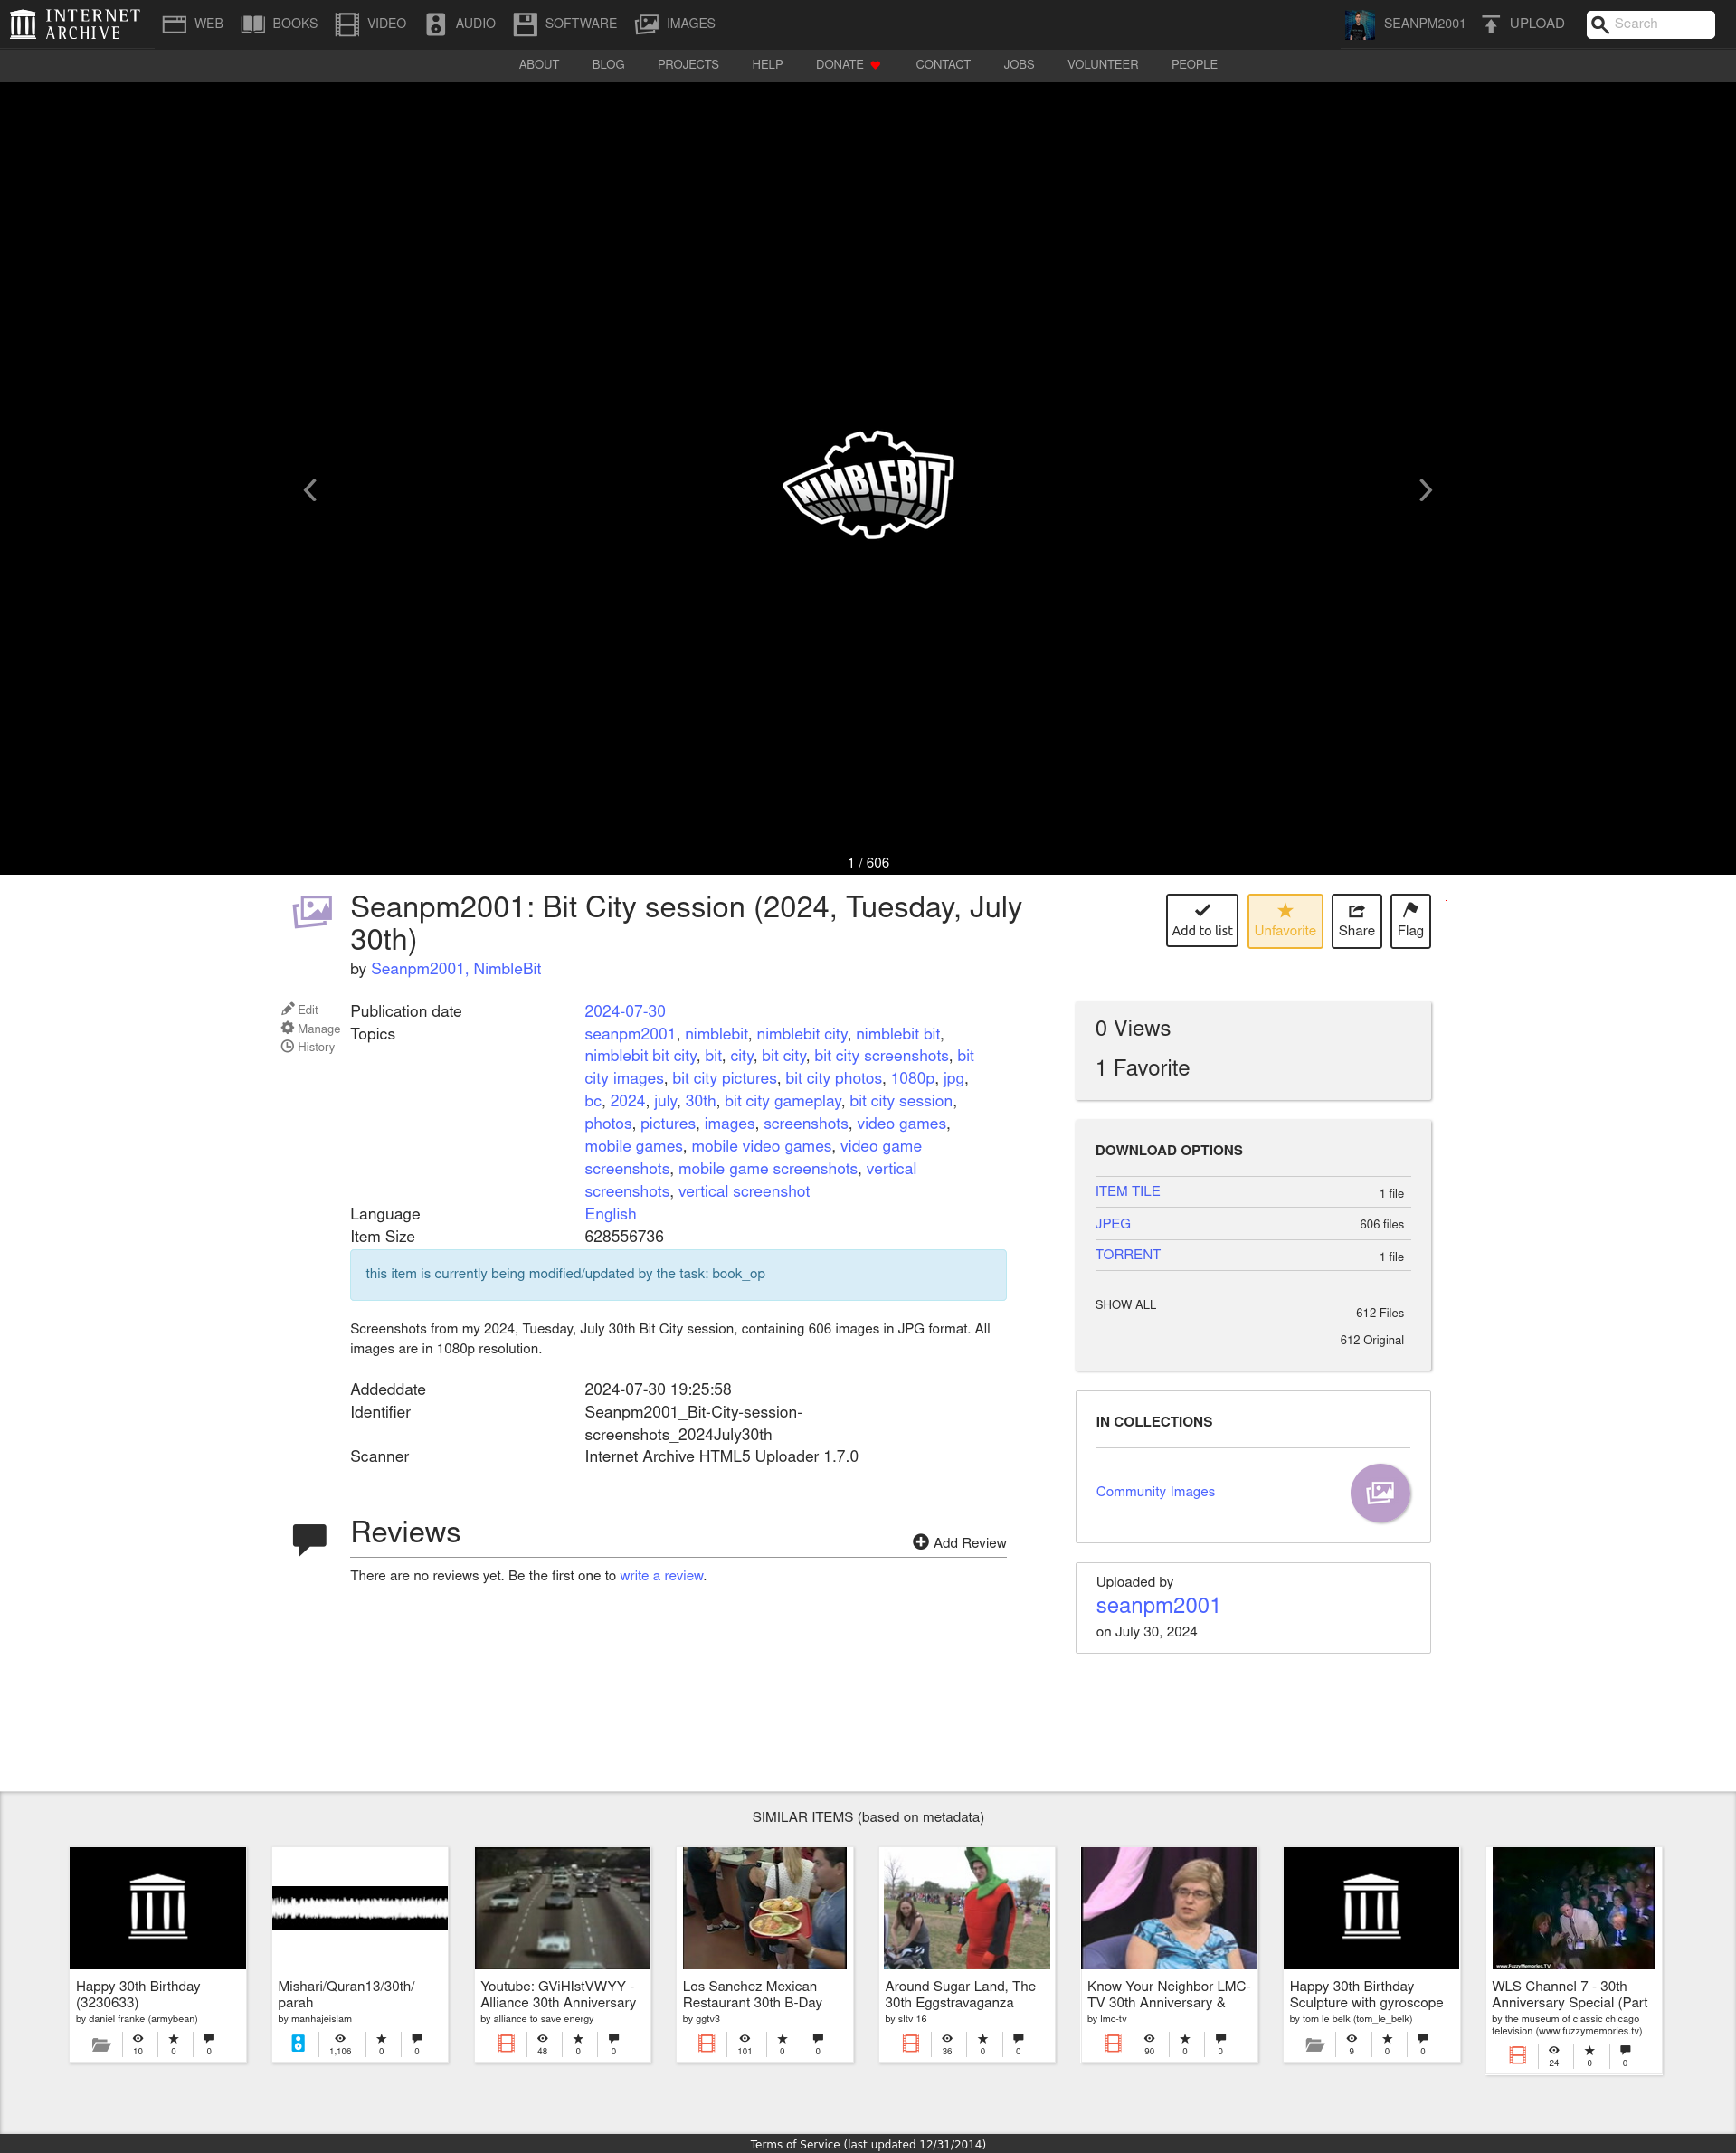 INTERNET ARCHIVE WEB BOOKS VIDEO AUDIO SOFTWARE IMAGES SEANPM2001 UPLOAD Search
ABOUT BLOG PROJECTS HELP DONATE CONTACT JOBS VOLUNTEER PEOPLE
NIMBLEBIT
1 / 606
Seanpm2001: Bit City session (2024, Tuesday, July
30th)
by Seanpm2001, NimbleBit
Add to list
Unfavorite
Share
Flag
Edit
Manage
History
Publication date 2024-07-30
Topics seanpm2001, nimblebit, nimblebit city, nimblebit bit,
nimblebit bit city, bit, city, bit city, bit city screenshots, bit
city images, bit city pictures, bit city photos, 1080p, jpg,
bc, 2024, july, 30th, bit city gameplay, bit city session,
photos, pictures, images, screenshots, video games,
mobile games, mobile video games, video game
screenshots, mobile game screenshots, vertical
screenshots, vertical screenshot
Language English
Item Size 628556736
this item is currently being modified/updated by the task: book_op
Screenshots from my 2024, Tuesday, July 30th Bit City session, containing 606 images in JPG format. All
images are in 1080p resolution.
Addeddate 2024-07-30 19:25:58
Identifier Seanpm2001_Bit-City-session-
screenshots_2024July30th
Scanner Internet Archive HTML5 Uploader 1.7.0
Reviews
Add Review
There are no reviews yet. Be the first one to write a review.
0 Views
1 Favorite
DOWNLOAD OPTIONS
ITEM TILE 1 file
JPEG 606 files
TORRENT 1 file
SHOW ALL 612 Files
612 Original
IN COLLECTIONS
Community Images
Uploaded by
seanpm2001
on July 30, 2024
SIMILAR ITEMS (based on metadata)
Happy 30th Birthday
(3230633)
by daniel franke (armybean)
10 0 0
Mishari/Quran13/30th/
parah
by manhajeislam
1,106 0 0
Youtube: GViHIstVWYY -
Alliance 30th Anniversary
by alliance to save energy
48 0 0
Los Sanchez Mexican
Restaurant 30th B-Day
by ggtv3
101 0 0
Around Sugar Land, The
30th Eggstravaganza
by sltv 16
36 0 0
Know Your Neighbor LMC-
TV 30th Anniversary &
by lmc-tv
90 0 0
Happy 30th Birthday
Sculpture with gyroscope
by tom le belk (tom_le_belk)
9 0 0
www.FuzzyMemories.TV
WLS Channel 7 - 30th
Anniversary Special (Part
by the museum of classic chicago
television (www.fuzzymemories.tv)
24 0 0
Terms of Service (last updated 12/31/2014)